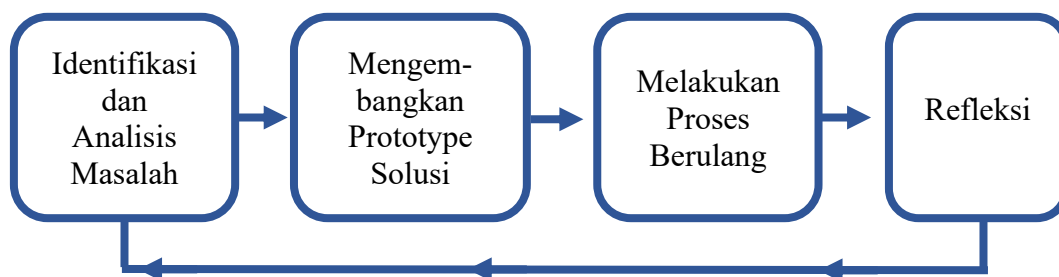 Identifikasi
dan
Analisis
Masalah
Mengem-
bangkan
Prototype
Solusi
Melakukan
Proses
Berulang
Refleksi